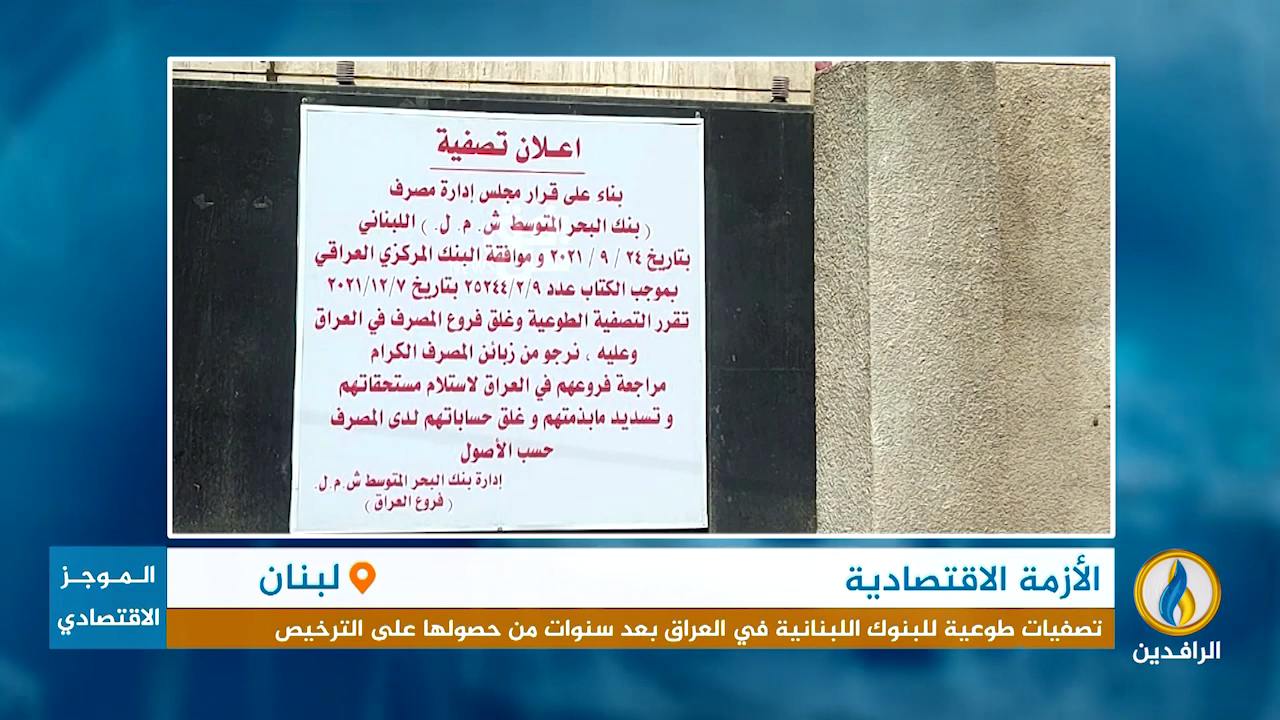 اعلان تصفية
بناء على قرار مجلس إدارة مصرف
( بنك البحر المتوسط ش. م. ل. ) اللبناني
بتاريخ ٢٤ / ٩ / ٢٠٢١ و موافقة البنك المركزي العراقي
بموجب الكتاب عدد ٢٥٢٤٤/٢/٩ بتاريخ ٢٠٢١/١٢/٧
تقرر التصفية الطوعية وغلق فروع المصرف في العراق
وعليه ، نرجو من زبائن المصرف الكرام
مراجعة فروعهم في العراق لاستلام مستحقاتهم
و تسديد مابذمتهم و غلق حساباتهم لدى المصرف
حسب الأصول
إدارة بنك البحر المتوسط ش.م.ل.
( فروع العراق )
الأزمة الاقتصادية
لبنان
تصفيات طوعية للبنوك اللبنانية في العراق بعد سنوات من حصولها على الترخيص
الموجز
الاقتصادي
الرافدين